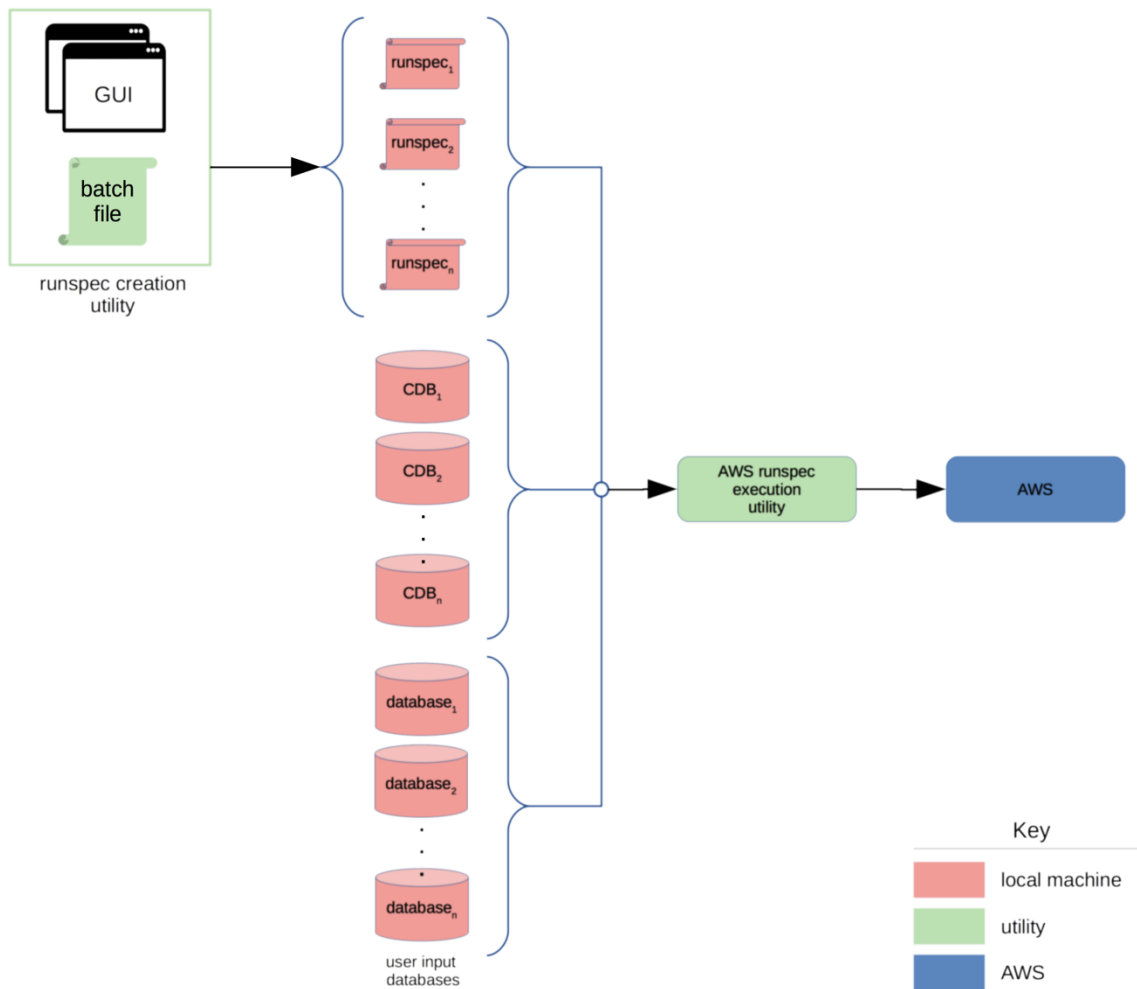 GUI
batch
file
runspec creation
utility
runspec1
runspec2
runspecn
CDB1
CDB2
CDBn
database1
database2
databasen
user input
databases
AWS runspec
execution
utility
AWS
Key
local machine
utility
AWS